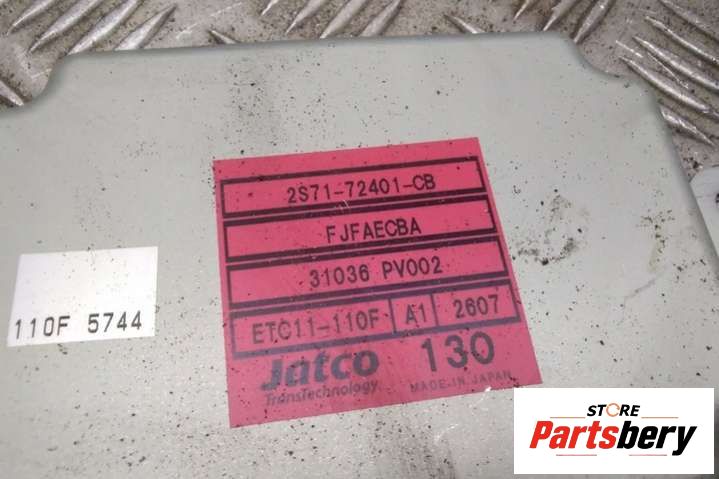 2S71-72401-CB
FJFAECBA
31036 PV002
ETC11-110F A1 2607
Jatco 130
TransTechnology MADE-IN-JAPAN
110F 5744
STORE
Partsbery